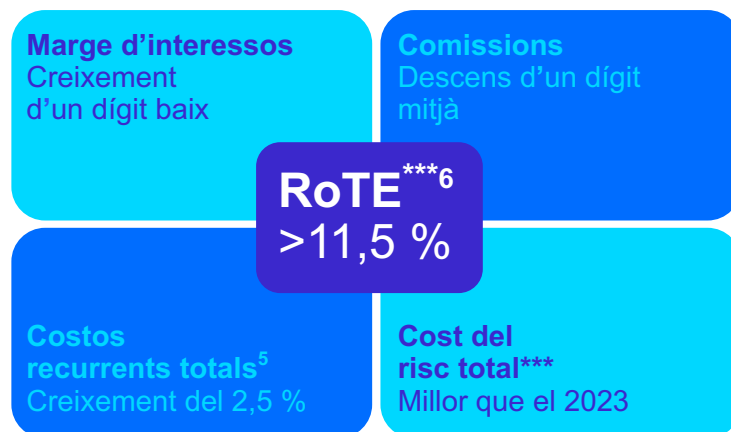 Marge d’interessos
Creixement
d’un dígit baix
Comissions
Descens d’un dígit
mitjà
RoTE***6
>11,5 %
Costos
recurrents totals5
Creixement del 2,5 %
Cost del
risc total***
Millor que el 2023